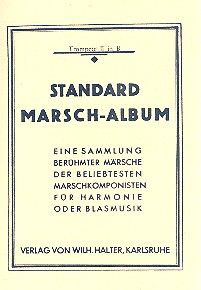 Trompete II in B
STANDARD
MARSCH-ALBUM
EINE SAMMLUNG
BERÜHMTER MÄRSCHE
DER BELIEBTESTEN
MARSCHKOMPONISTEN
FÜR HARMONIE
ODER BLASMUSIK
VERLAG VON WILH. HALTER, KARLSRUHE